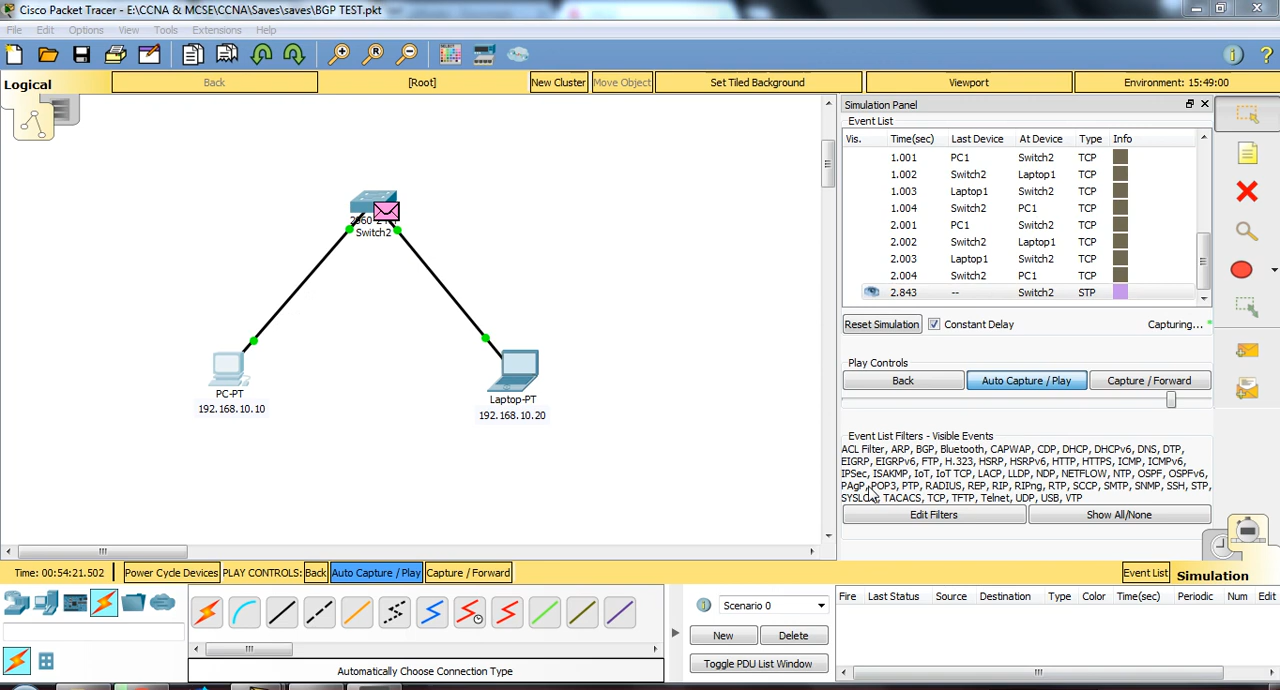 Cisco Packet Tracer - E:\CCNA & MCSE\CCNA\Saves\saves\BGP TEST.pkt
File Edit Options View Tools Extensions Help
Logical Back [Root] New Cluster Move Object Set Tiled Background Viewport Environment: 15:49:00
Simulation Panel
Event List
Vis. Time(sec) Last Device At Device Type Info
1.001 PC1 Switch2 TCP
1.002 Switch2 Laptop1 TCP
1.003 Laptop1 Switch2 TCP
1.004 Switch2 PC1 TCP
2.001 PC1 Switch2 TCP
2.002 Switch2 Laptop1 TCP
2.003 Laptop1 Switch2 TCP
2.004 Switch2 PC1 TCP
2.843 -- Switch2 STP
Switch2
PC-PT
192.168.10.10
Laptop-PT
192.168.10.20
Reset Simulation Constant Delay Capturing...
Play Controls
Back Auto Capture / Play Capture / Forward
Event List Filters - Visible Events
ACL Filter, ARP, BGP, Bluetooth, CAPWAP, CDP, DHCP, DHCPv6, DNS, DTP,
EIGRP, EIGRPv6, FTP, H.323, HSRP, HSRPv6, HTTP, HTTPS, ICMP, ICMPv6,
IPSec, ISAKMP, IoT, IoT TCP, LACP, LLDP, NDP, NETFLOW, NTP, OSPF, OSPFv6,
PAgP, POP3, PTP, RADIUS, REP, RIP, RIPng, RTP, SCCP, SMTP, SNMP, SSH, STP,
SYSLOG, TACACS, TCP, TFTP, Telnet, UDP, USB, VTP
Edit Filters Show All/None
Time: 00:54:21.502 Power Cycle Devices PLAY CONTROLS: Back Auto Capture / Play Capture / Forward Event List Simulation
Scenario 0
New Delete
Toggle PDU List Window
Fire Last Status Source Destination Type Color Time(sec) Periodic Num Edit
Automatically Choose Connection Type